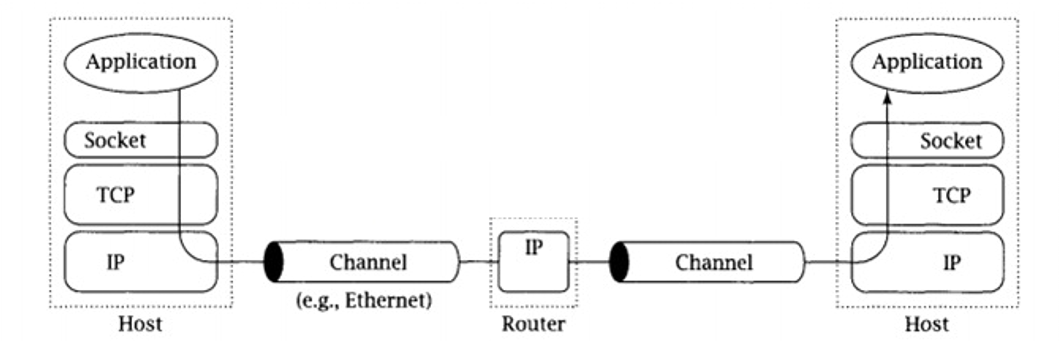 Application
Socket
TCP
IP
Host
Channel
(e.g., Ethernet)
IP
Router
Channel
Application
Socket
TCP
IP
Host